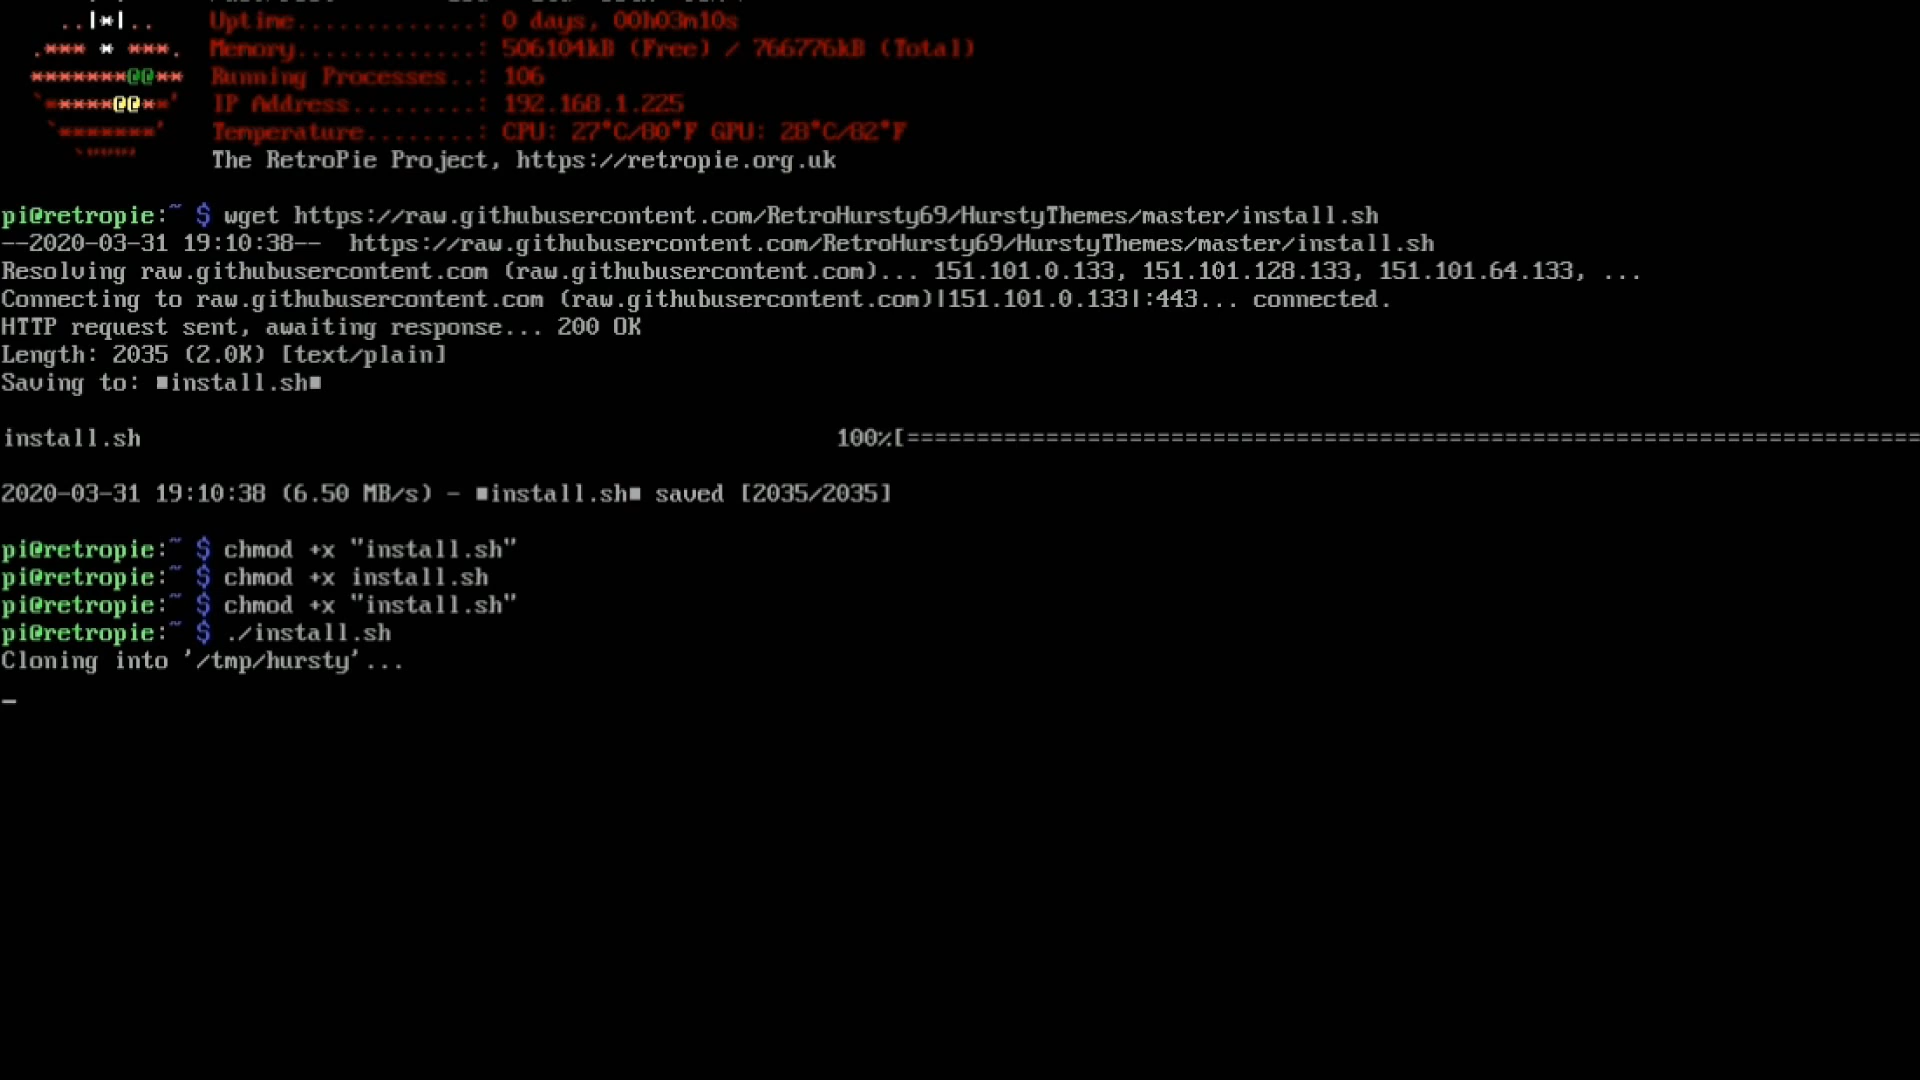 ..|*|.. Uptime.............: 0 days, 00h03m10s
.*** * ***. Memory.............: 506104kB (Free) / 766776kB (Total)
*******@@** Running Processes..: 106
`*****@@**' IP Address.........: 192.168.1.225
`*******' Temperature........: CPU: 27°C/80°F GPU: 28°C/82°F
`""""' The RetroPie Project, https://retropie.org.uk
pi@retropie:~ $ wget https://raw.githubusercontent.com/RetroHursty69/HurstyThemes/master/install.sh
--2020-03-31 19:10:38--  https://raw.githubusercontent.com/RetroHursty69/HurstyThemes/master/install.sh
Resolving raw.githubusercontent.com (raw.githubusercontent.com)... 151.101.0.133, 151.101.128.133, 151.101.64.133, ...
Connecting to raw.githubusercontent.com (raw.githubusercontent.com)|151.101.0.133|:443... connected.
HTTP request sent, awaiting response... 200 OK
Length: 2035 (2.0K) [text/plain]
Saving to: ■install.sh■
install.sh 100%[=========================================================================
2020-03-31 19:10:38 (6.50 MB/s) - ■install.sh■ saved [2035/2035]
pi@retropie:~ $ chmod +x "install.sh"
pi@retropie:~ $ chmod +x install.sh
pi@retropie:~ $ chmod +x "install.sh"
pi@retropie:~ $ ./install.sh
Cloning into '/tmp/hursty'...
_